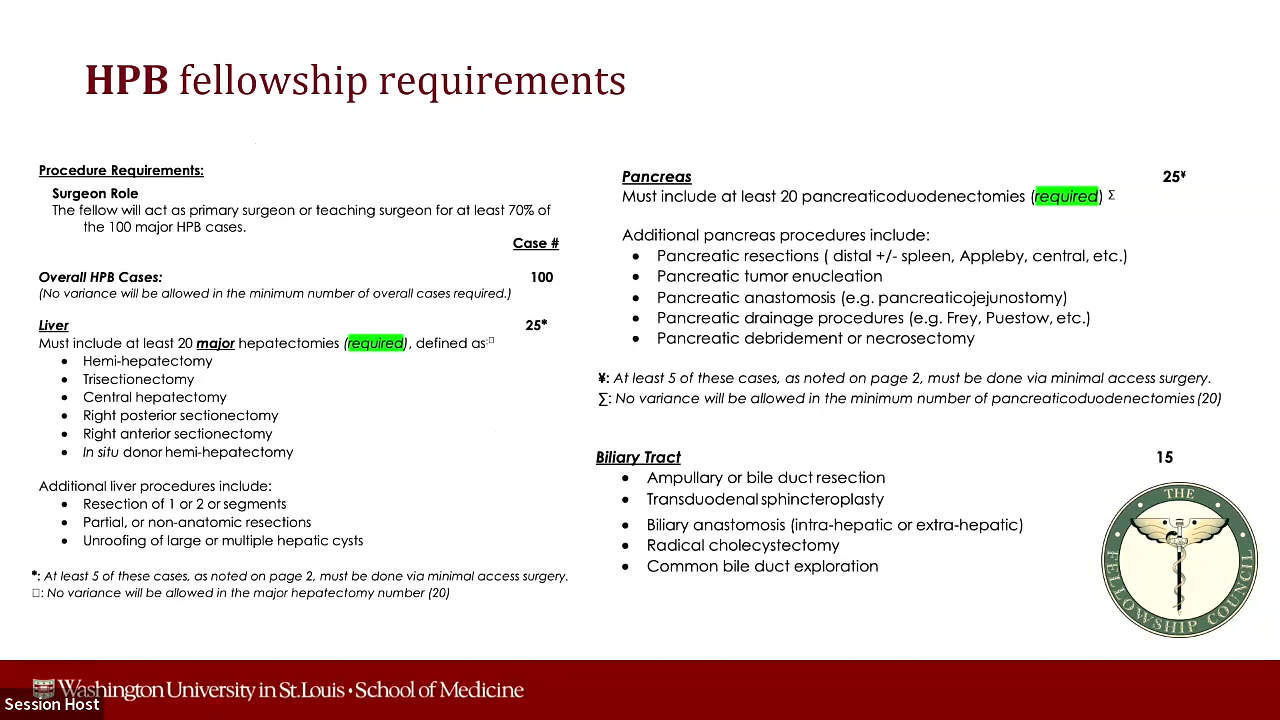 HPB fellowship requirements
Procedure Requirements:
Surgeon Role
The fellow will act as primary surgeon or teaching surgeon for at least 70% of
the 100 major HPB cases.
Case #
Overall HPB Cases: 100
(No variance will be allowed in the minimum number of overall cases required.)
Liver 25*
Must include at least 20 major hepatectomies (required), defined as:□
• Hemi-hepatectomy
• Trisectionectomy
• Central hepatectomy
• Right posterior sectionectomy
• Right anterior sectionectomy
• In situ donor hemi-hepatectomy
Additional liver procedures include:
• Resection of 1 or 2 or segments
• Partial, or non-anatomic resections
• Unroofing of large or multiple hepatic cysts
*: At least 5 of these cases, as noted on page 2, must be done via minimal access surgery.
□: No variance will be allowed in the major hepatectomy number (20)
Pancreas 25¥
Must include at least 20 pancreaticoduodenectomies (required) ∑
Additional pancreas procedures include:
• Pancreatic resections ( distal +/- spleen, Appleby, central, etc.)
• Pancreatic tumor enucleation
• Pancreatic anastomosis (e.g. pancreaticojejunostomy)
• Pancreatic drainage procedures (e.g. Frey, Puestow, etc.)
• Pancreatic debridement or necrosectomy
¥: At least 5 of these cases, as noted on page 2, must be done via minimal access surgery.
∑: No variance will be allowed in the minimum number of pancreaticoduodenectomies (20)
Biliary Tract 15
• Ampullary or bile duct resection
• Transduodenal sphincteroplasty
• Biliary anastomosis (intra-hepatic or extra-hepatic)
• Radical cholecystectomy
• Common bile duct exploration
THE
FELLOWSHIP COUNCIL
Washington University in St. Louis • School of Medicine
Session Host